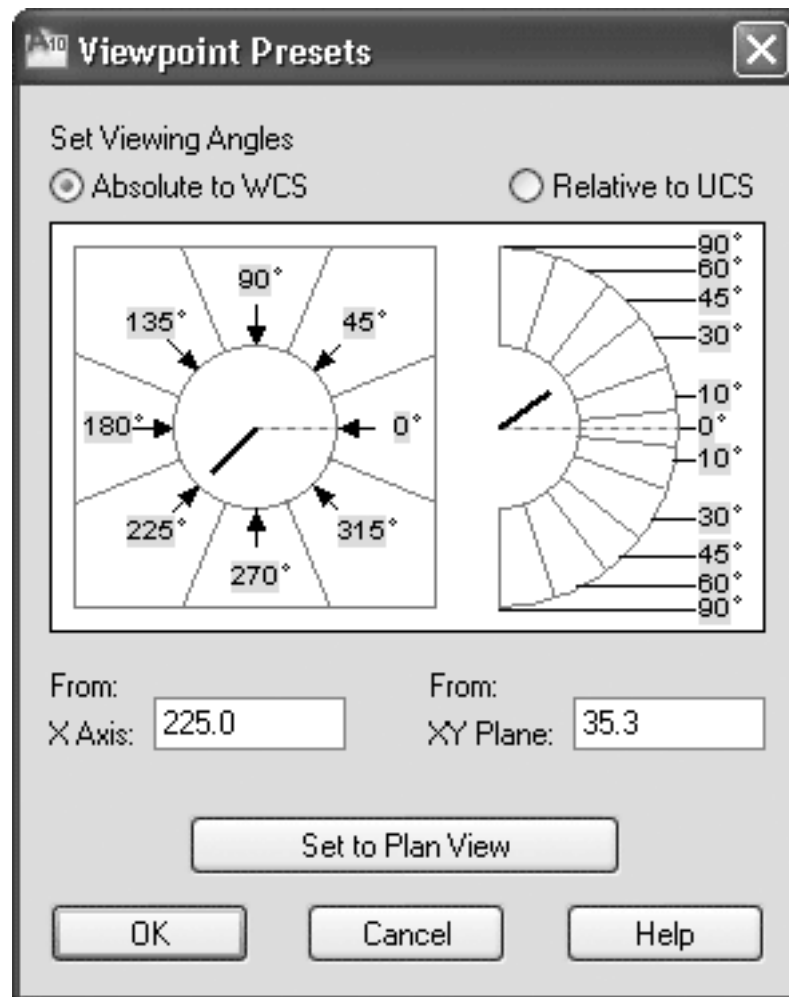 A10 Viewpoint Presets
Set Viewing Angles
Absolute to WCS
Relative to UCS
90°
135°
45°
180°
0°
225°
315°
270°
90°
60°
45°
30°
10°
0°
10°
30°
45°
60°
90°
From:
X Axis: 225.0
From:
XY Plane: 35.3
Set to Plan View
OK
Cancel
Help